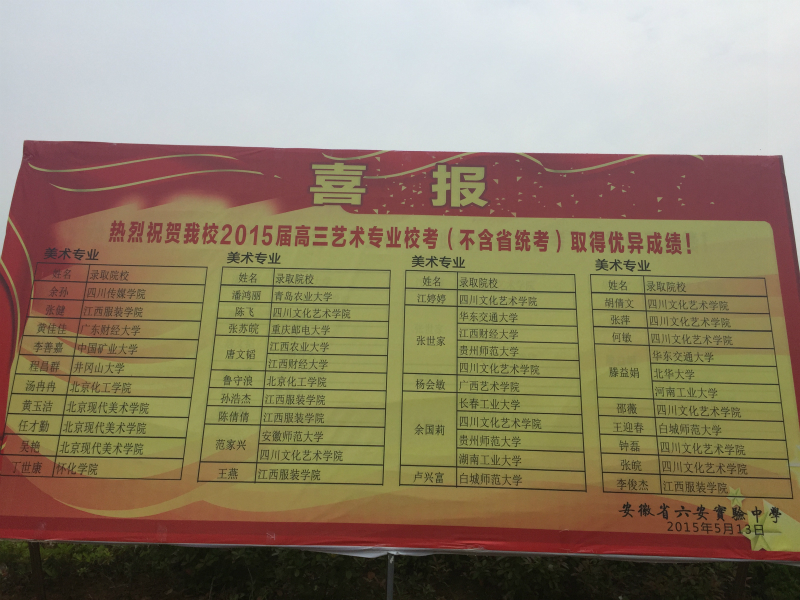 喜报
热烈祝贺我校2015届高三艺术专业校考（不含省统考）取得优异成绩！
美术专业
姓名 录取院校
余孙 四川传媒学院
张健 江西服装学院
黄佳佳 广东财经大学
李善嘉 中国矿业大学
程昌群 井冈山大学
汤冉冉 北京化工学院
黄玉洁 北京现代美术学院
任才勤 北京现代美术学院
吴艳 北京现代美术学院
丁世康 怀化学院
美术专业
姓名 录取院校
潘鸿丽 青岛农业大学
陈飞 四川文化艺术学院
张苏皖 重庆邮电大学
唐文韬 江西农业大学
江西财经大学
鲁守浪 北京化工学院
孙浩杰 江西服装学院
陈倩倩 江西服装学院
范家兴 安徽师范大学
四川文化艺术学院
王燕 江西服装学院
美术专业
姓名 录取院校
江婷婷 四川文化艺术学院
张世家 华东交通大学
江西财经大学
贵州师范大学
四川文化艺术学院
杨会敏 广西艺术学院
余国莉 长春工业大学
四川文化艺术学院
贵州师范大学
湖南工业大学
卢兴富 白城师范大学
美术专业
姓名 录取院校
胡倩文 四川文化艺术学院
张萍 四川文化艺术学院
何敏 四川文化艺术学院
滕益娟 华东交通大学
北华大学
河南工业大学
邵薇 四川文化艺术学院
王迎春 白城师范大学
钟磊 四川文化艺术学院
张皖 四川文化艺术学院
李俊杰 江西服装学院
安徽省六安實驗中學
2015年5月13日